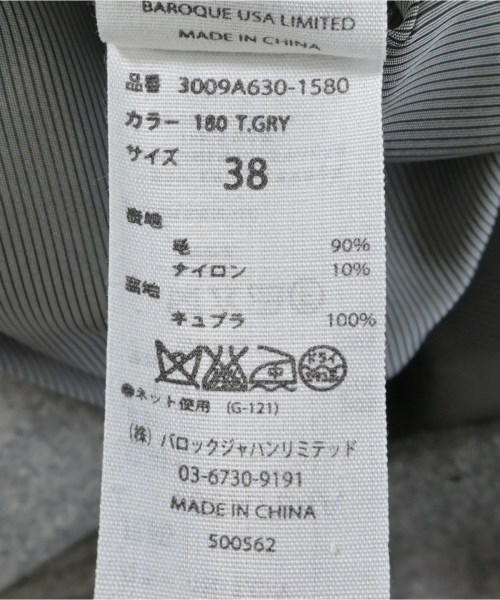 BAROQUE USA LIMITED
MADE IN CHINA
品番 3009A630-1580
カラー 180 T.GRY
サイズ 38
表地
毛 90%
ナイロン 10%
裏地
キュプラ 100%
中 ドライ
ネット使用 (G-121)
(株) バロックジャパンリミテッド
03-6730-9191
MADE IN CHINA
500562